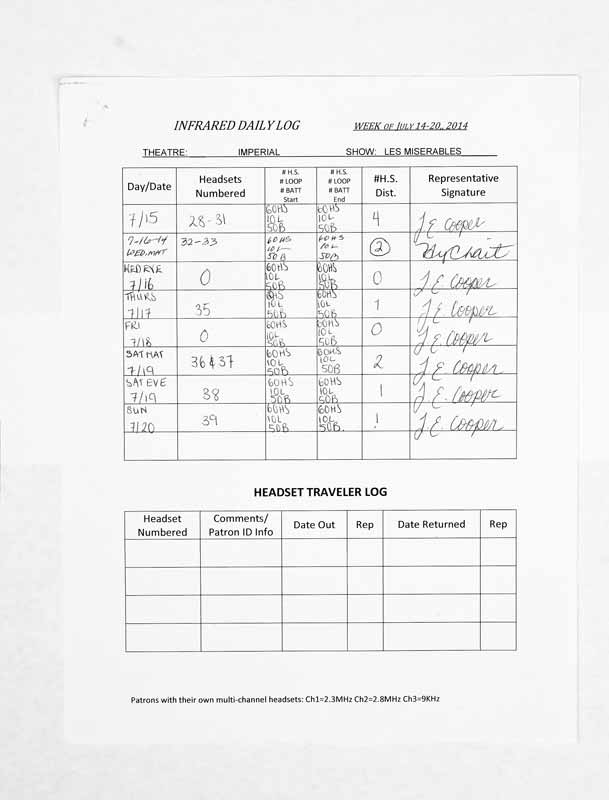 INFRARED DAILY LOG WEEK OF JULY 14-20, 2014
THEATRE: IMPERIAL SHOW: LES MISERABLES
Day/Date Headsets Numbered # H.S. # LOOP # BATT Start # H.S. # LOOP # BATT End #H.S. Dist. Representative Signature
7/15 28-31 60HS 10L 50B 60HS 10L 50B 4 J E Cooper
7-16-14 WED. MAT 32-33 60HS 10L 50B 60HS 10L 50B 2
WED EVE 7/16 0 60HS 10L 50B 60HS 10L 50B 0 J E Cooper
THURS 7/17 35 60HS 10L 50B 60HS 10L 50B 1 J E Cooper
FRI 7/18 0 60HS 10L 50B 60HS 10L 50B 0 J E Cooper
SAT MAT 7/19 36 & 37 60HS 10L 50B 60HS 10L 50B 2 J E. Cooper
SAT EVE 7/19 38 60HS 10L 50B 60HS 10L 50B 1 J E. Cooper
SUN 7/20 39 60HS 10L 50B 60HS 10L 50B. 1 J E. Cooper
HEADSET TRAVELER LOG
Headset Numbered Comments/ Patron ID Info Date Out Rep Date Returned Rep
Patrons with their own multi-channel headsets: Ch1=2.3MHz Ch2=2.8MHz Ch3=9KHz